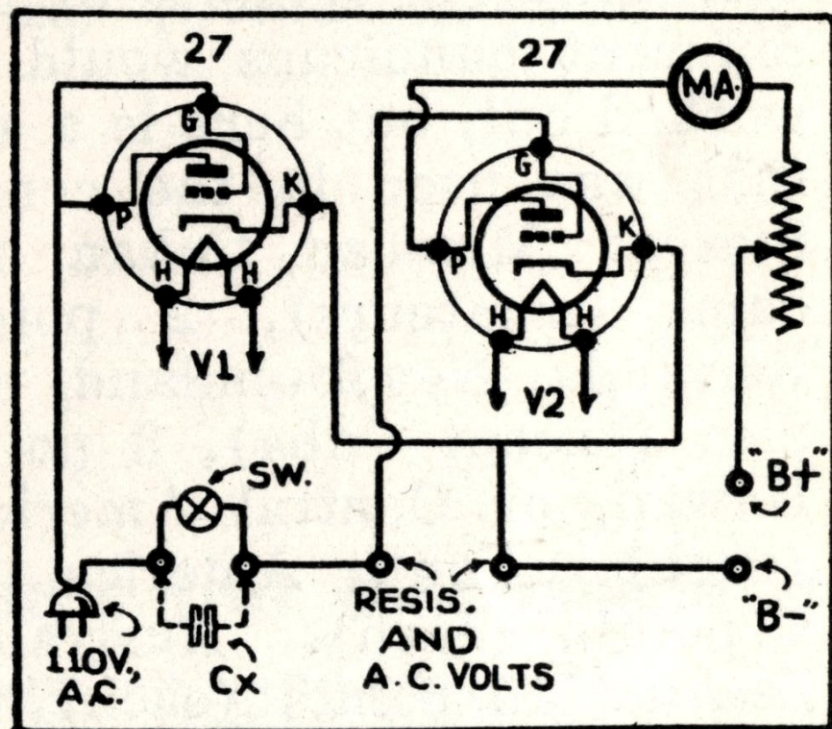 27
27
MA.
G
P
K
H
H
V1
G
P
K
H
H
V2
SW.
"B+"
RESIS.
AND
A.C. VOLTS
"B-"
110V.,
A.C.
Cx